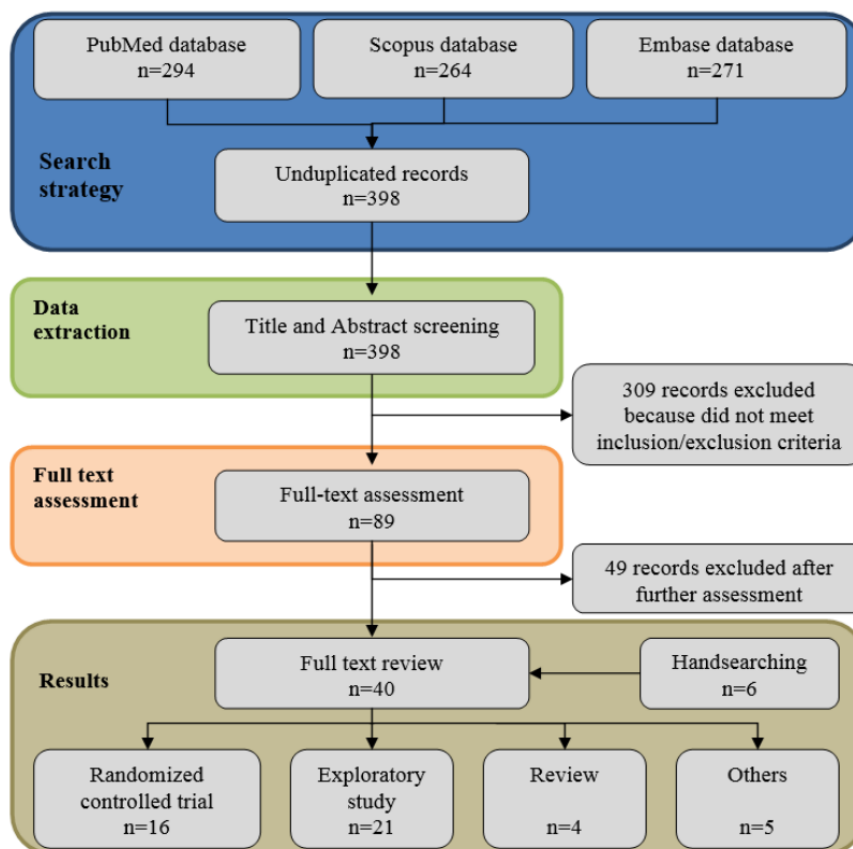 PubMed database
n=294
Scopus database
n=264
Embase database
n=271
Search
strategy
Unduplicated records
n=398
Data
extraction
Title and Abstract screening
n=398
309 records excluded
because did not meet
inclusion/exclusion criteria
Full text
assessment
Full-text assessment
n=89
49 records excluded after
further assessment
Results
Full text review
n=40
Handsearching
n=6
Randomized
controlled trial
n=16
Exploratory
study
n=21
Review
n=4
Others
n=5